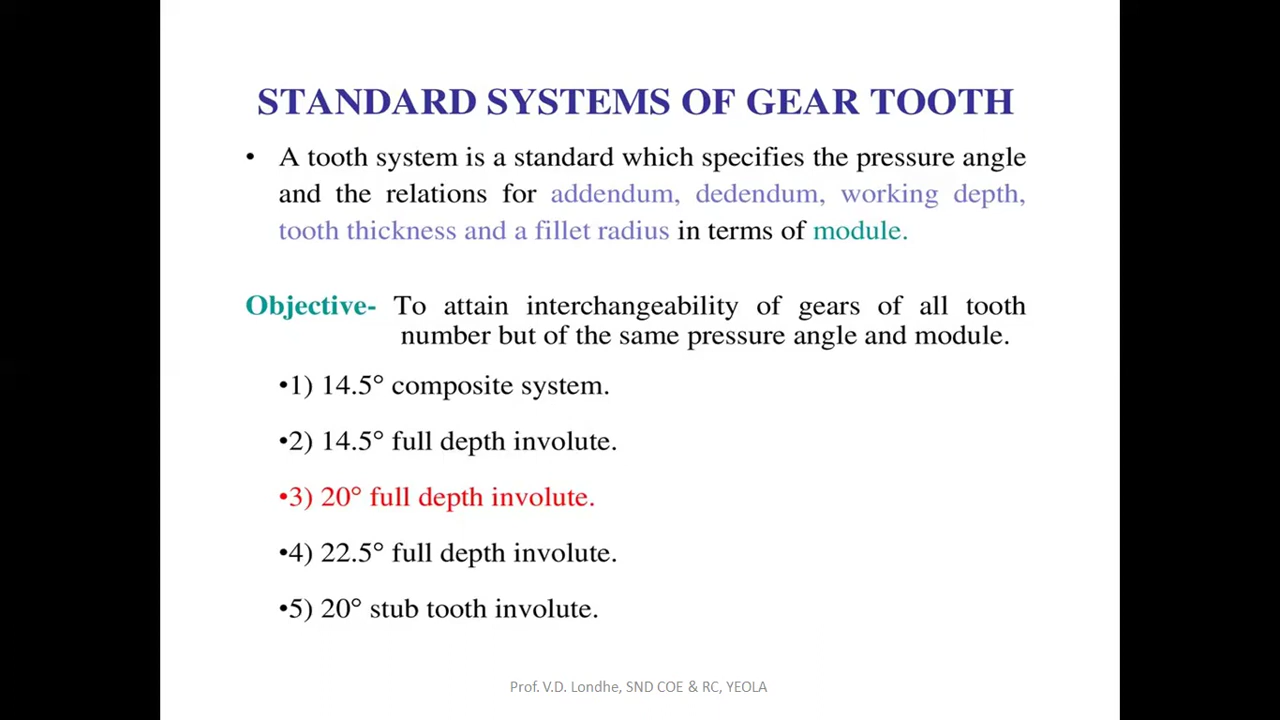 STANDARD SYSTEMS OF GEAR TOOTH
• A tooth system is a standard which specifies the pressure angle
and the relations for addendum, dedendum, working depth,
tooth thickness and a fillet radius in terms of module.
Objective- To attain interchangeability of gears of all tooth
number but of the same pressure angle and module.
•1) 14.5° composite system.
•2) 14.5° full depth involute.
•3) 20° full depth involute.
•4) 22.5° full depth involute.
•5) 20° stub tooth involute.
Prof. V.D. Londhe, SND COE & RC, YEOLA